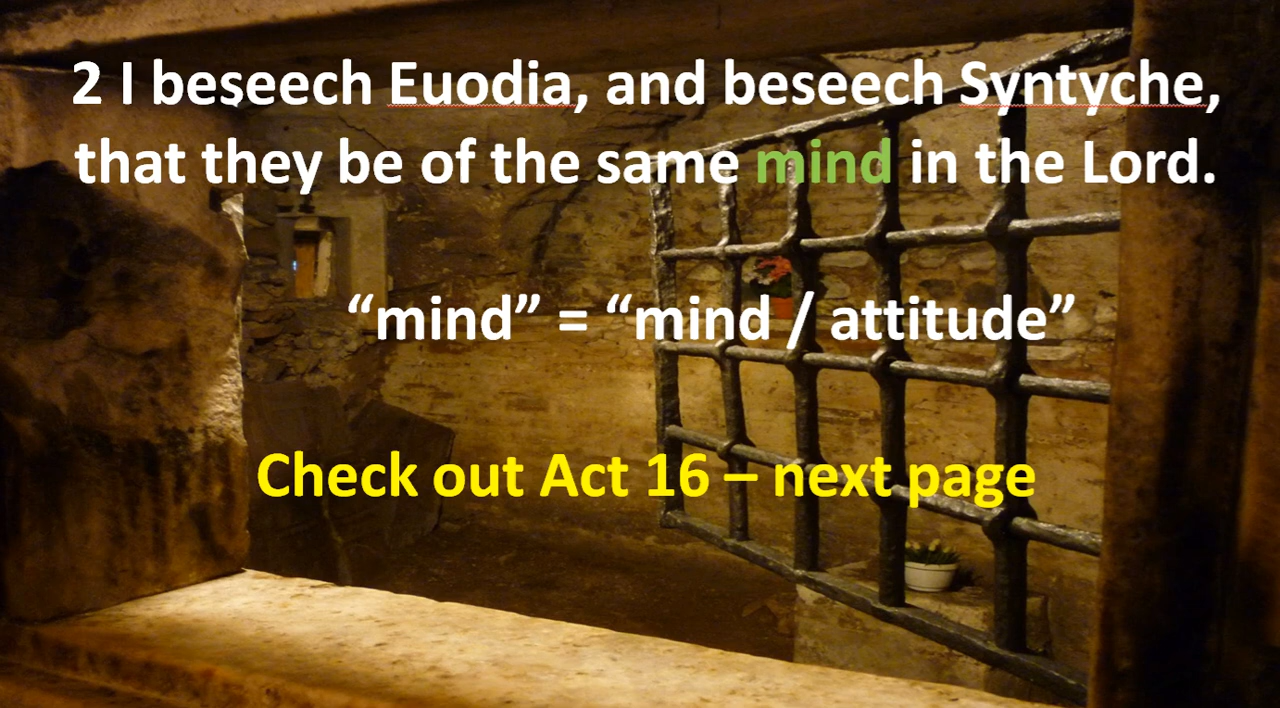 2 I beseech Euodia, and beseech Syntyche,
that they be of the same mind in the Lord.
“mind” = “mind / attitude”
Check out Act 16 – next page